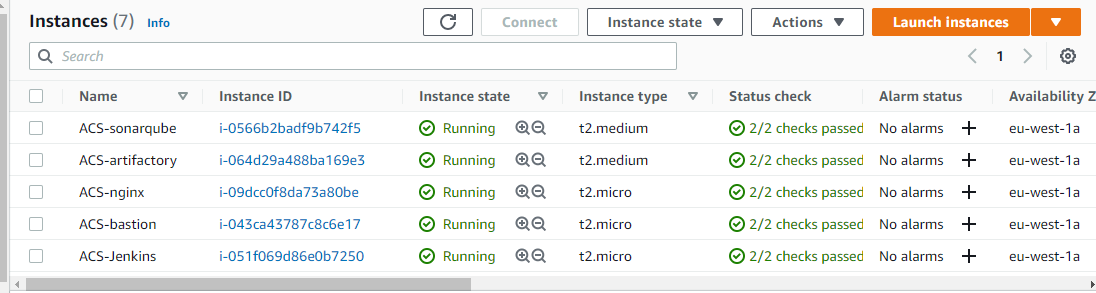 Instances (7) Info Connect Instance state Actions Launch instances
Search 1
Name Instance ID Instance state Instance type Status check Alarm status Availability Z
ACS-sonarqube i-0566b2badf9b742f5 Running t2.medium 2/2 checks passed No alarms eu-west-1a
ACS-artifactory i-064d29a488ba169e3 Running t2.medium 2/2 checks passed No alarms eu-west-1a
ACS-nginx i-09dcc0f8da73a80be Running t2.micro 2/2 checks passed No alarms eu-west-1a
ACS-bastion i-043ca43787c8c6e17 Running t2.micro 2/2 checks passed No alarms eu-west-1a
ACS-Jenkins i-051f069d86e0b7250 Running t2.micro 2/2 checks passed No alarms eu-west-1a